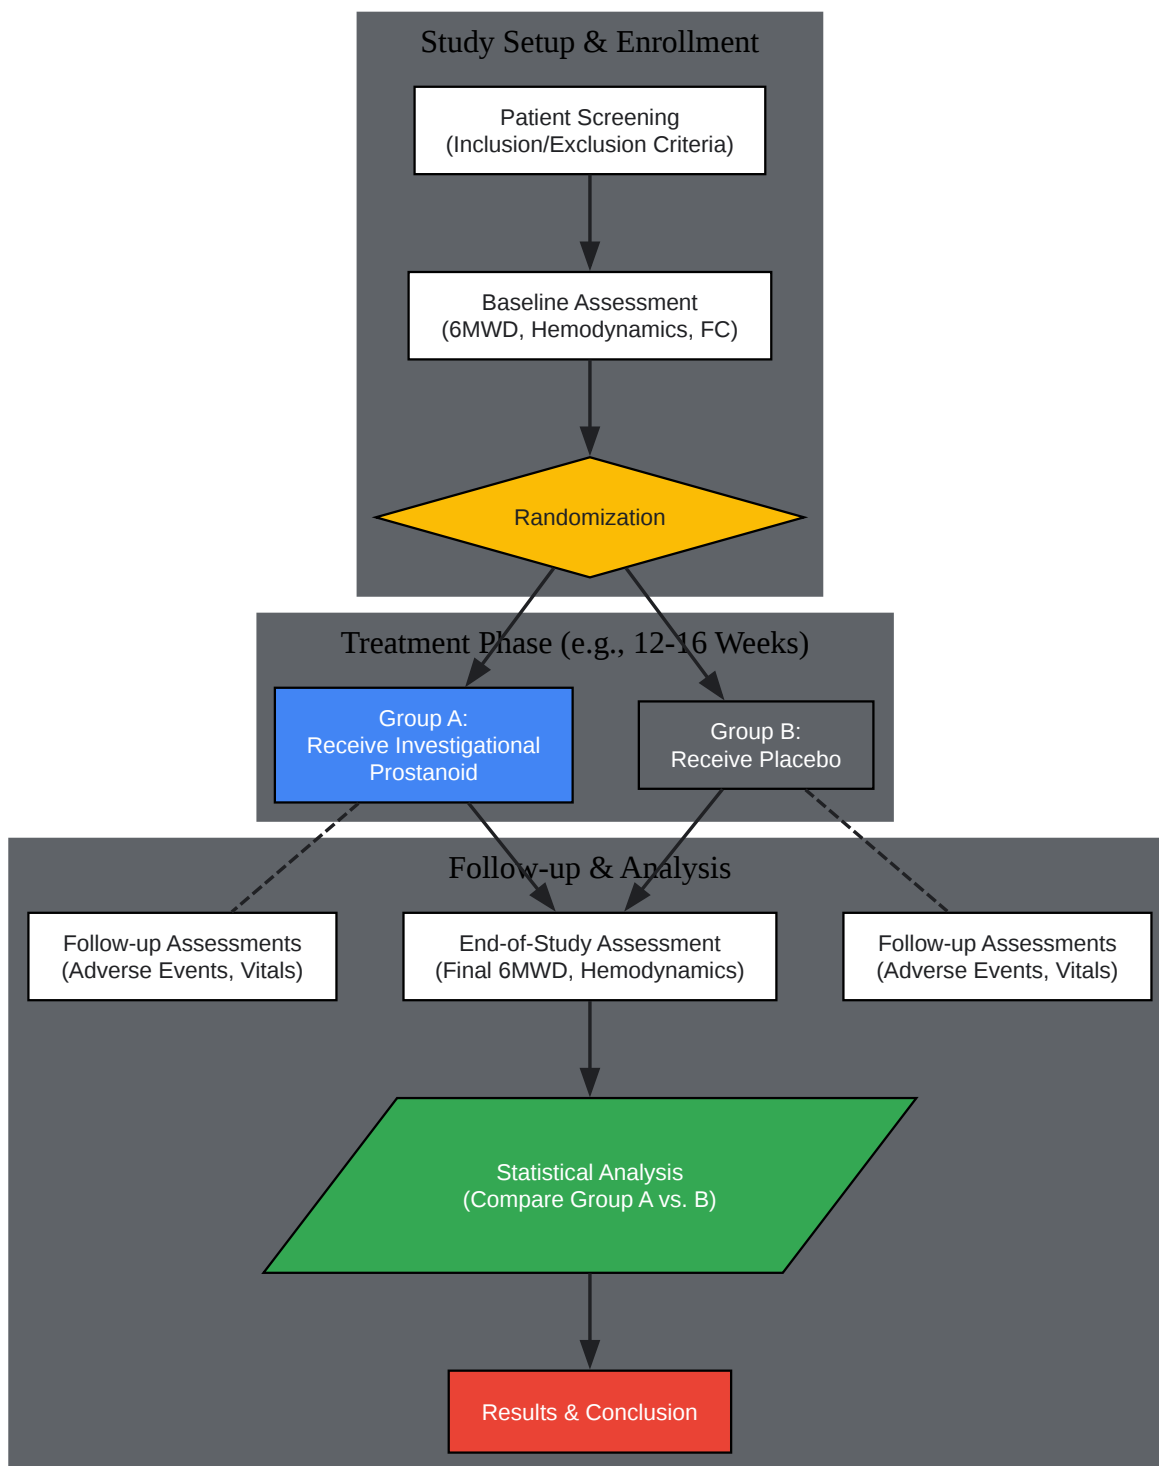 Study Setup & Enrollment
Patient Screening
(Inclusion/Exclusion Criteria)
Baseline Assessment
(6MWD, Hemodynamics, FC)
Randomization
Treatment Phase (e.g., 12-16 Weeks)
Group A:
Receive Investigational
Prostanoid
Group B:
Receive Placebo
Follow-up & Analysis
Follow-up Assessments
(Adverse Events, Vitals)
End-of-Study Assessment
(Final 6MWD, Hemodynamics)
Follow-up Assessments
(Adverse Events, Vitals)
Statistical Analysis
(Compare Group A vs. B)
Results & Conclusion